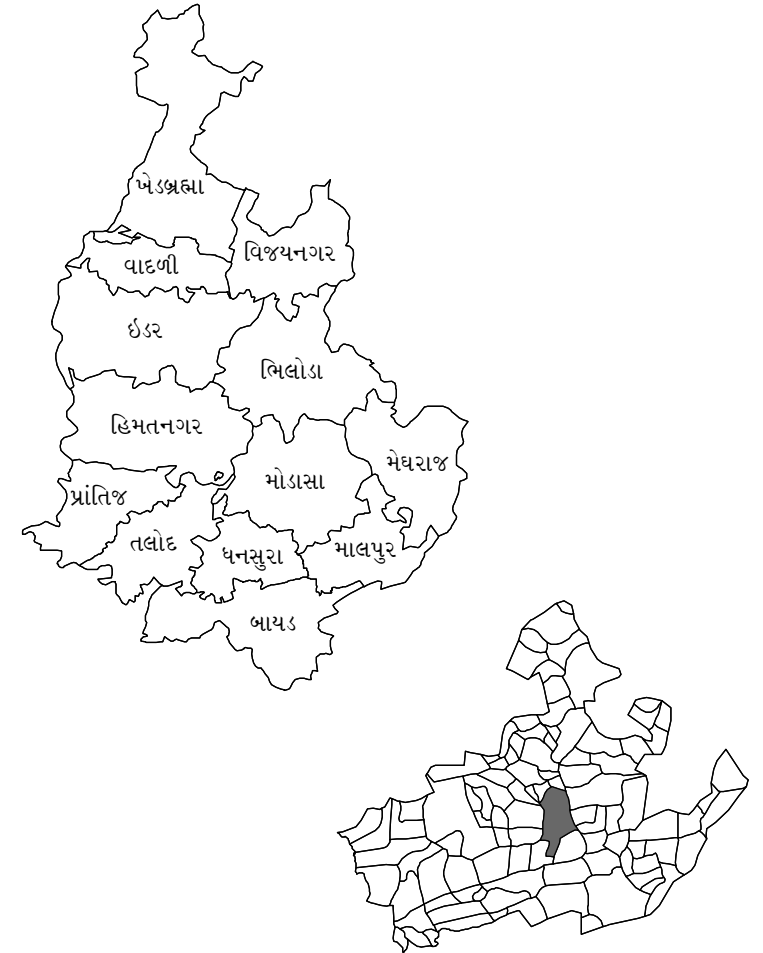 ખેડબ્રહ્મા
વિજયનગર
વાદળી
ઇડર
ભિલોડા
હિમતનગર
મેઘરાજ
મોડાસા
પ્રાંતિજ
તલોદ
ધનસુરા
માલપુર
બાયડ